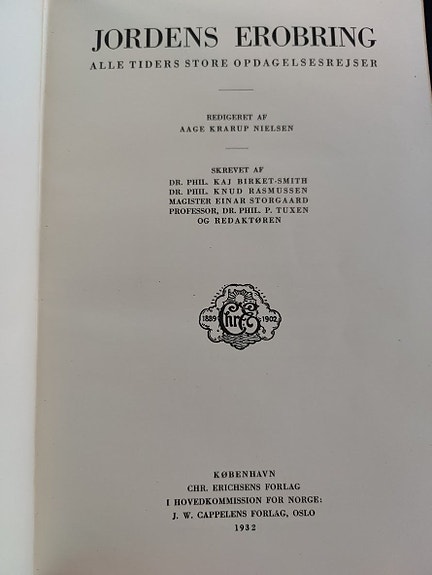 JORDENS EROBRING
ALLE TIDERS STORE OPDAGELSESREJSER
REDIGERET AF
AAGE KRARUP NIELSEN
SKREVET AF
DR. PHIL. KAJ BIRKET-SMITH
DR. PHIL. KNUD RASMUSSEN
MAGISTER EINAR STORGAARD
PROFESSOR, DR. PHIL. P. TUXEN
OG REDAKTØREN
1889 Chr E 1902
KØBENHAVN
CHR. ERICHSENS FORLAG
I HOVEDKOMMISSION FOR NORGE:
J. W. CAPPELENS FORLAG, OSLO
1932